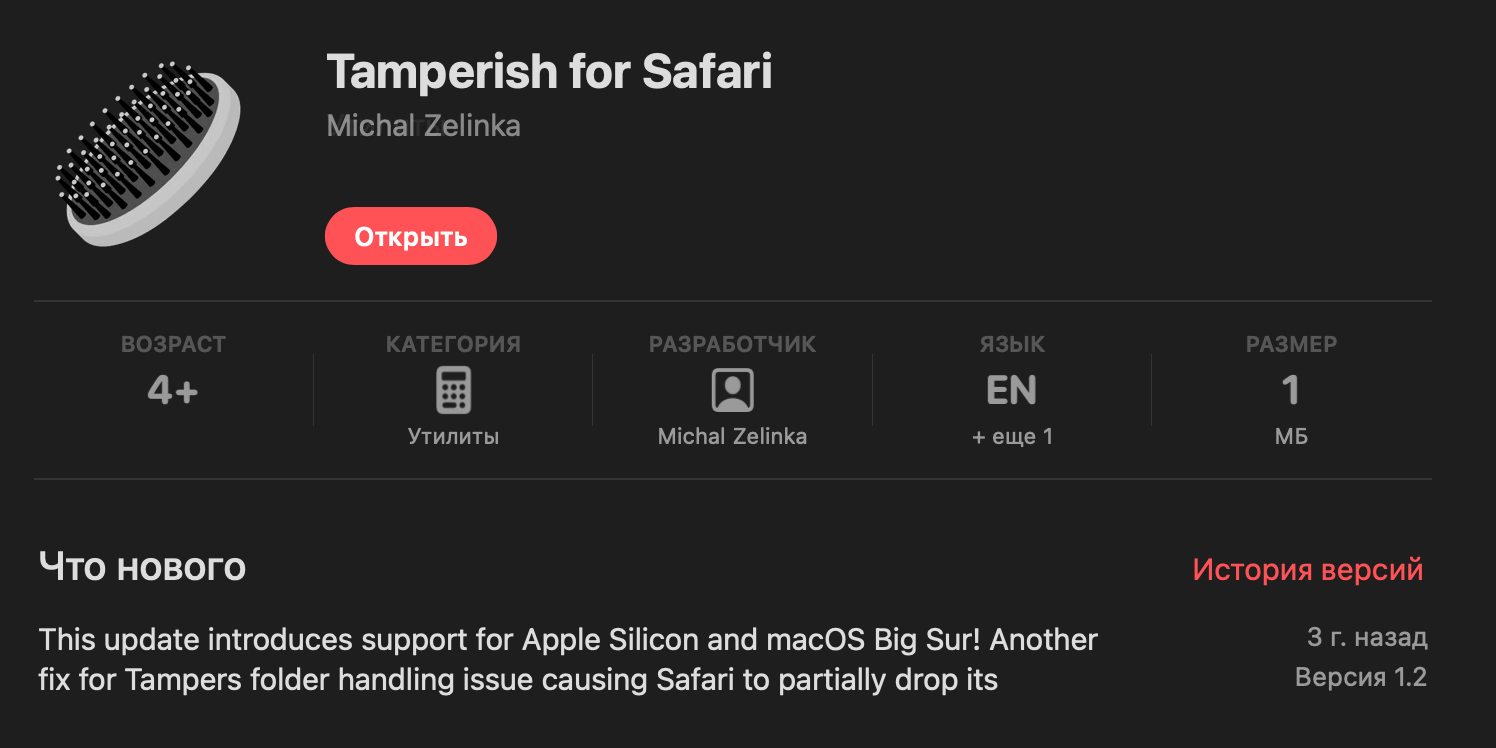 Tamperish for Safari
Michal Zelinka
Открыть
ВОЗРАСТ
4+
КАТЕГОРИЯ
Утилиты
РАЗРАБОТЧИК
Michal Zelinka
ЯЗЫК
EN
+ еще 1
РАЗМЕР
1
МБ
Что нового
История версий
This update introduces support for Apple Silicon and macOS Big Sur! Another
fix for Tampers folder handling issue causing Safari to partially drop its
3 г. назад
Версия 1.2